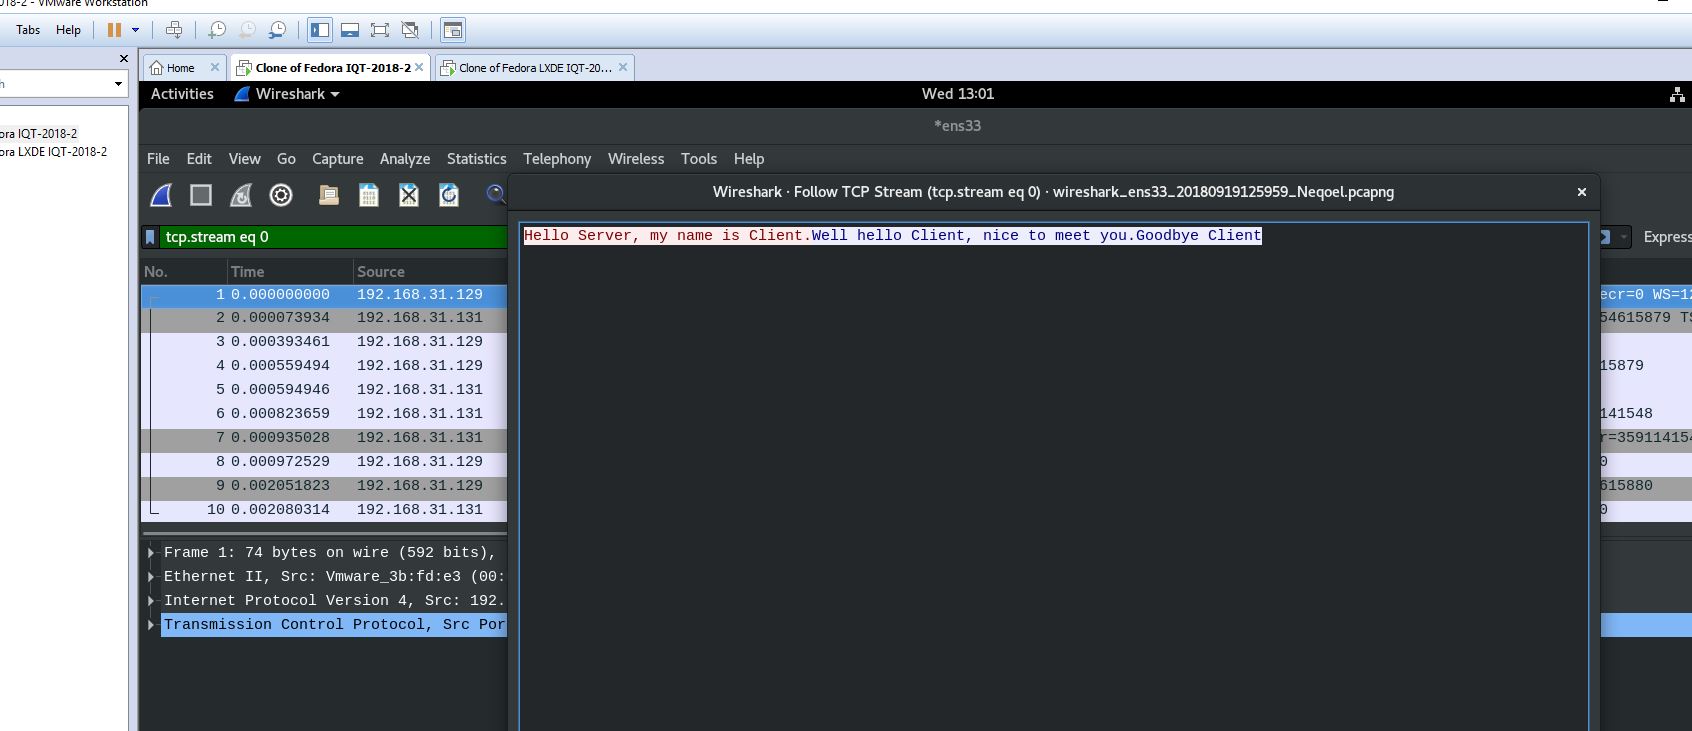 018-2 - VMware Workstation
Tabs Help
Home Clone of Fedora IQT-2018-2 Clone of Fedora LXDE IQT-20...
Activities Wireshark Wed 13:01
*ens33
ora IQT-2018-2
ora LXDE IQT-2018-2
File Edit View Go Capture Analyze Statistics Telephony Wireless Tools Help
Wireshark · Follow TCP Stream (tcp.stream eq 0) · wireshark_ens33_20180919125959_Neqoel.pcapng
tcp.stream eq 0
Express
Hello Server, my name is Client.Well hello Client, nice to meet you.Goodbye Client
No. Time Source
1 0.000000000 192.168.31.129 ecr=0 WS=12
2 0.000073934 192.168.31.131 54615879 TS
3 0.000393461 192.168.31.129
4 0.000559494 192.168.31.129 15879
5 0.000594946 192.168.31.131
6 0.000823659 192.168.31.131 141548
7 0.000935028 192.168.31.131 r=35911415
8 0.000972529 192.168.31.129 0
9 0.002051823 192.168.31.129 615880
10 0.002080314 192.168.31.131 0
Frame 1: 74 bytes on wire (592 bits),
Ethernet II, Src: Vmware_3b:fd:e3 (00:
Internet Protocol Version 4, Src: 192.
Transmission Control Protocol, Src Por